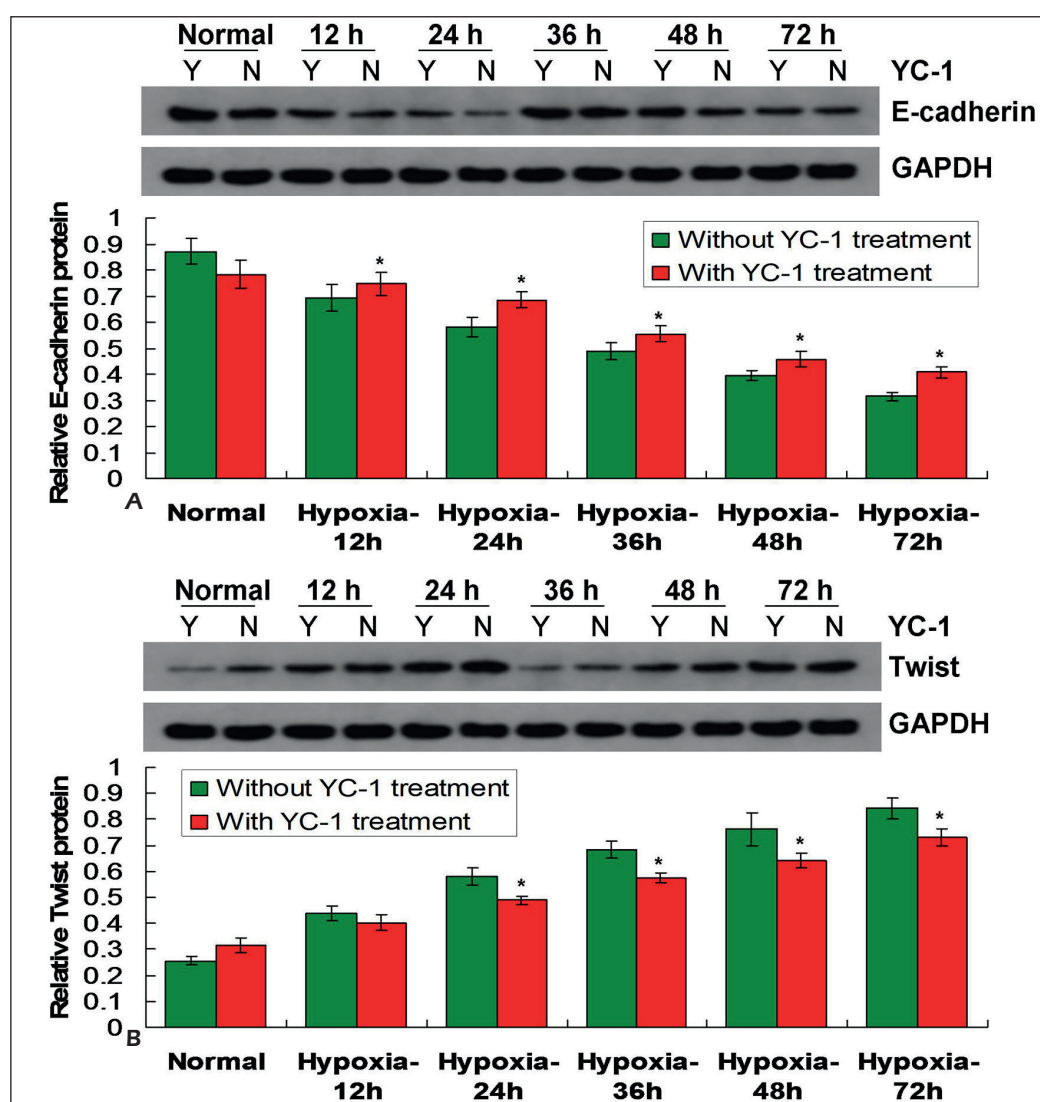 Normal 12 h 24 h 36 h 48 h 72 h
Y N Y N Y N Y N Y N Y N YC-1
E-cadherin
GAPDH
Relative E-cadherin protein
1
0.9
0.8
0.7
0.6
0.5
0.4
0.3
0.2
0.1
0
Without YC-1 treatment
With YC-1 treatment
*
*
*
*
*
A
Normal Hypoxia- Hypoxia- Hypoxia- Hypoxia- Hypoxia-
12h 24h 36h 48h 72h
Normal 12 h 24 h 36 h 48 h 72 h
Y N Y N Y N Y N Y N Y N YC-1
Twist
GAPDH
Relative Twist protein
1
0.9
0.8
0.7
0.6
0.5
0.4
0.3
0.2
0.1
0
Without YC-1 treatment
With YC-1 treatment
*
*
*
*
B
Normal Hypoxia- Hypoxia- Hypoxia- Hypoxia- Hypoxia-
12h 24h 36h 48h 72h